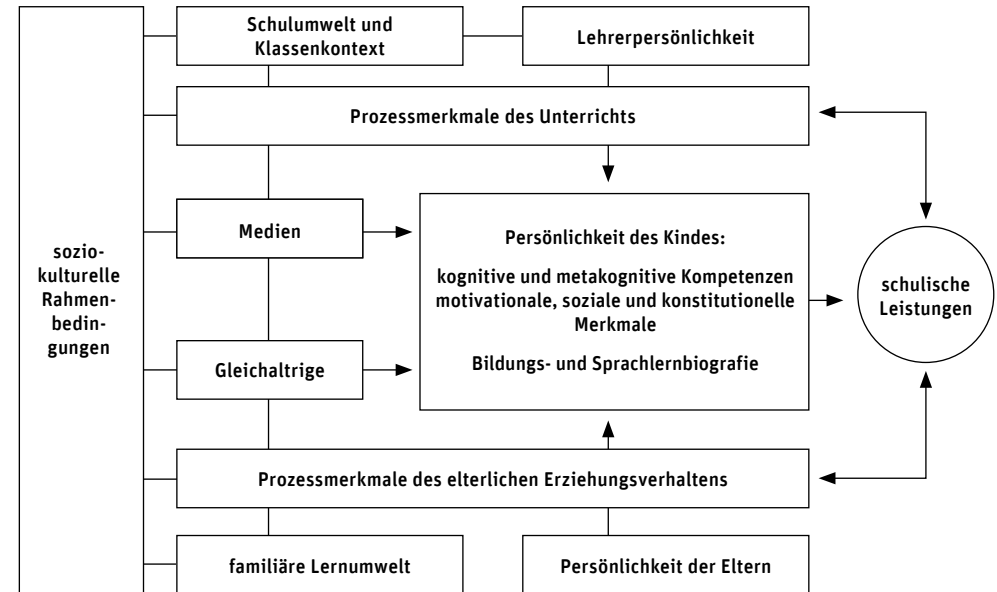 sozio-
kulturelle
Rahmen-
bedin-
gungen
Schulumwelt und
Klassenkontext
Lehrerpersönlichkeit
Prozessmerkmale des Unterrichts
Medien
Gleichaltrige
Persönlichkeit des Kindes:
kognitive und metakognitive Kompetenzen
motivationale, soziale und konstitutionelle
Merkmale
Bildungs- und Sprachlernbiografie
schulische
Leistungen
Prozessmerkmale des elterlichen Erziehungsverhaltens
familiäre Lernumwelt
Persönlichkeit der Eltern